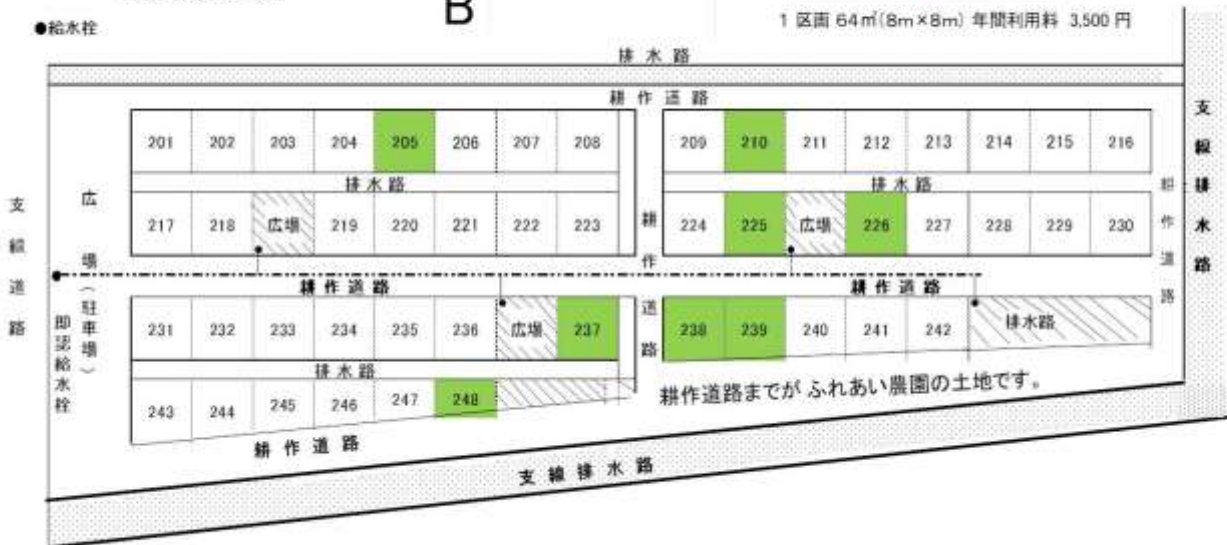 B
●給水栓
1 区画 64㎡(8m×8m) 年間利用料 3,500 円
排水路
耕作道路
201 202 203 204 205 206 207 208
209 210 211 212 213 214 215 216
排水路
排水路
217 218 広場 219 220 221 222 223
224 225 広場 226 227 228 229 230
耕作道路
耕作道路
231 232 233 234 235 236 広場 237
238 239 240 241 242 排水路
排水路
243 244 245 246 247 248
耕作道路までが ふれあい農園の土地です。
耕作道路
支線排水路
支線道路
広場(駐車場)
耕作道路
耕作道路
支線排水路